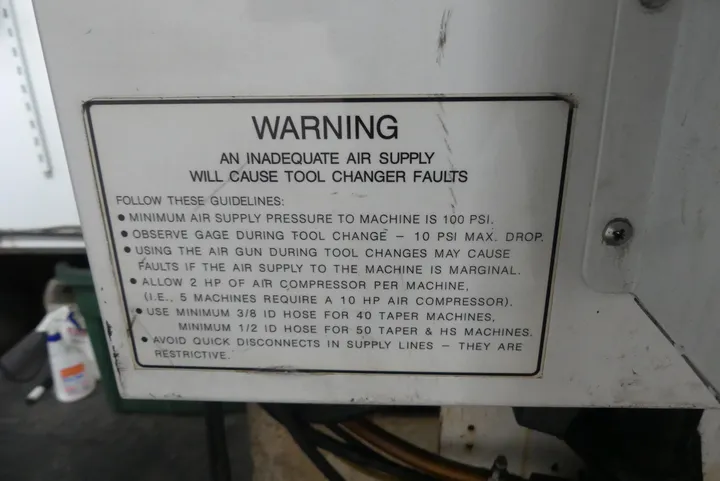 WARNING
AN INADEQUATE AIR SUPPLY
WILL CAUSE TOOL CHANGER FAULTS
FOLLOW THESE GUIDELINES:
● MINIMUM AIR SUPPLY PRESSURE TO MACHINE IS 100 PSI.
● OBSERVE GAGE DURING TOOL CHANGE – 10 PSI MAX. DROP.
● USING THE AIR GUN DURING TOOL CHANGES MAY CAUSE
FAULTS IF THE AIR SUPPLY TO THE MACHINE IS MARGINAL.
● ALLOW 2 HP OF AIR COMPRESSOR PER MACHINE,
(I.E., 5 MACHINES REQUIRE A 10 HP AIR COMPRESSOR).
● USE MINIMUM 3/8 ID HOSE FOR 40 TAPER MACHINES,
MINIMUM 1/2 ID HOSE FOR 50 TAPER & HS MACHINES.
● AVOID QUICK DISCONNECTS IN SUPPLY LINES – THEY ARE
RESTRICTIVE.